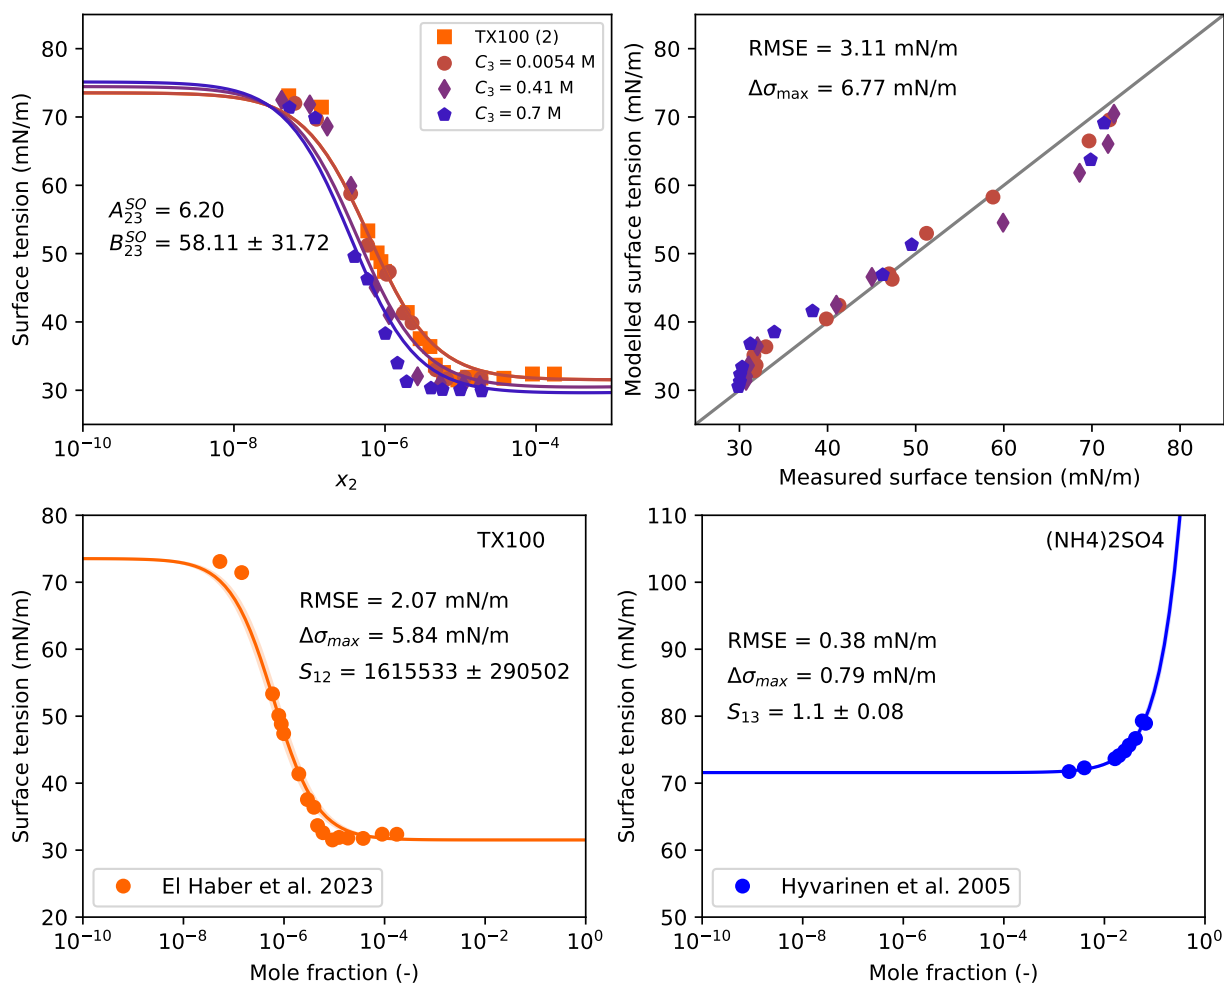 80
70
60
50
40
30
Surface tension (mN/m)
10⁻¹⁰
10⁻⁸
10⁻⁶
10⁻⁴
x₂
TX100 (2)
C₃ = 0.0054 M
C₃ = 0.41 M
C₃ = 0.7 M
A₂₃^SO = 6.20
B₂₃^SO = 58.11 ± 31.72
80
70
60
50
40
30
Modelled surface tension (mN/m)
RMSE = 3.11 mN/m
Δσ_max = 6.77 mN/m
30
40
50
60
70
80
Measured surface tension (mN/m)
80
70
60
50
40
30
20
Surface tension (mN/m)
TX100
RMSE = 2.07 mN/m
Δσ_max = 5.84 mN/m
S₁₂ = 1615533 ± 290502
El Haber et al. 2023
10⁻¹⁰
10⁻⁸
10⁻⁶
10⁻⁴
10⁻²
10⁰
Mole fraction (-)
110
100
90
80
70
60
50
Surface tension (mN/m)
(NH4)2SO4
RMSE = 0.38 mN/m
Δσ_max = 0.79 mN/m
S₁₃ = 1.1 ± 0.08
Hyvarinen et al. 2005
10⁻¹⁰
10⁻⁸
10⁻⁶
10⁻⁴
10⁻²
10⁰
Mole fraction (-)